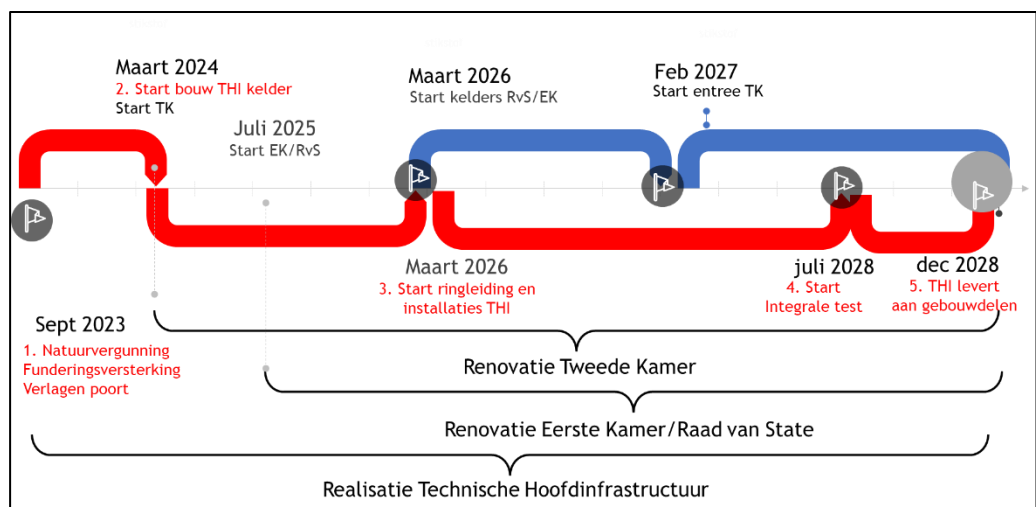 Maart 2024
2. Start bouw THI kelder
Start TK
Juli 2025
Start EK/RvS
Maart 2026
Start kelders RvS/EK
Feb 2027
Start entree TK
Sept 2023
1. Natuurvergunning
Funderingsversterking
Verlagen poort
Maart 2026
3. Start ringleiding en
installaties THI
juli 2028
4. Start
Integrale test
dec 2028
5. THI levert
aan gebouwdelen
Renovatie Tweede Kamer
Renovatie Eerste Kamer/Raad van State
Realisatie Technische Hoofdinfrastructuur